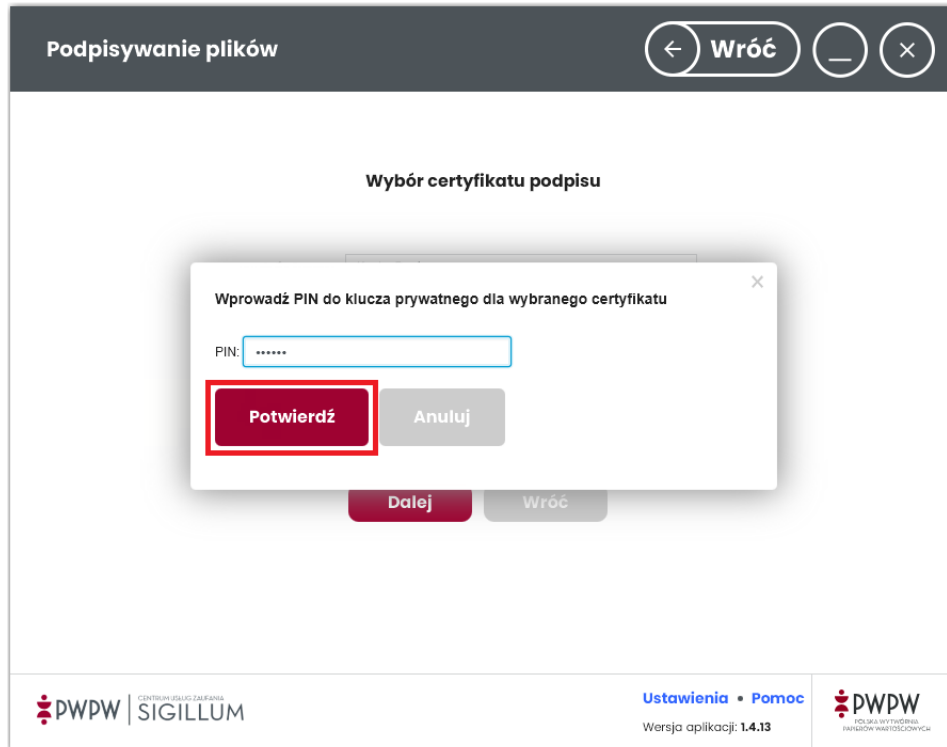 Podpisywanie plików
Wróć
Wybór certyfikatu podpisu
Wprowadź PIN do klucza prywatnego dla wybranego certyfikatu
PIN: ••••••
Potwierdź
Anuluj
Dalej
Wróć
PWPW
CENTRUM USŁUG ZAUFANIA
SIGILLUM
Ustawienia • Pomoc
Wersja aplikacji: 1.4.13
PWPW
POLSKA WYTWÓRNIA
PAPIERÓW WARTOŚCIOWYCH